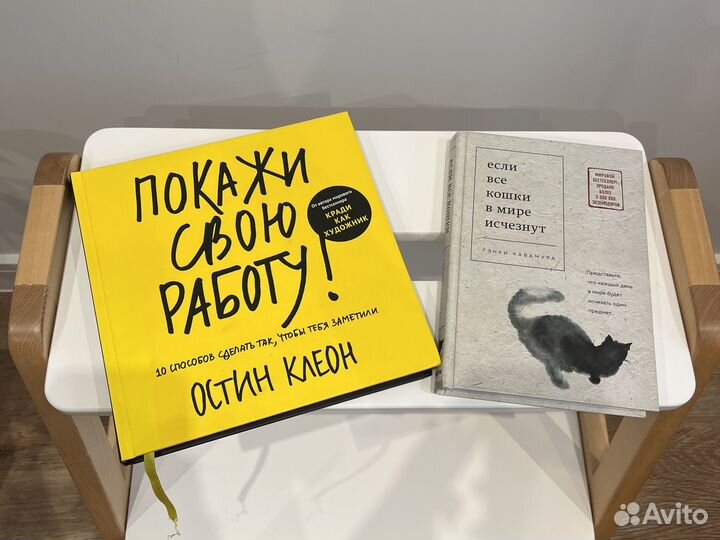 ПОКАЖИ
СВОЮ
РАБОТУ!
От автора мирового
бестселлера
КРАДИ
КАК
ХУДОЖНИК
10 СПОСОБОВ СДЕЛАТЬ ТАК, ЧТОБЫ ТЕБЯ ЗАМЕТИЛИ
ОСТИН КЛЕОН
если
все
кошки
в мире
исчезнут
ГЭНКИ КАВАМУРА
МИРОВОЙ
БЕСТСЕЛЛЕР,
ПРОДАНО
БОЛЕЕ
2 000 000
ЭКЗЕМПЛЯРОВ
Представьте,
что каждый день
в мире будет
исчезать один
предмет...
Avito